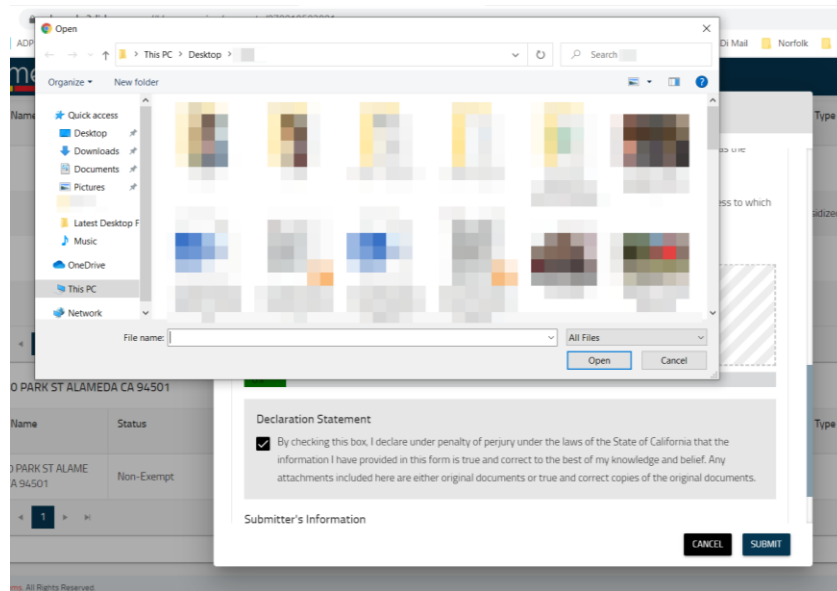 Open
ADP
Di Mail
Norfolk
This PC > Desktop >
Search
Organize
New folder
Name
Type
Quick access
Desktop
Downloads
Documents
Pictures
Latest Desktop F
Music
OneDrive
This PC
Network
as the
ess to which
sidize
File name:
All Files
Open
Cancel
0 PARK ST ALAMEDA CA 94501
Name
Status
Type
Declaration Statement
By checking this box, I declare under penalty of perjury under the laws of the State of California that the
information I have provided in this form is true and correct to the best of my knowledge and belief. Any
attachments included here are either original documents or true and correct copies of the original documents.
PARK ST ALAME
A 94501
Non-Exempt
1
Submitter's Information
CANCEL
SUBMIT
All Rights Reserved